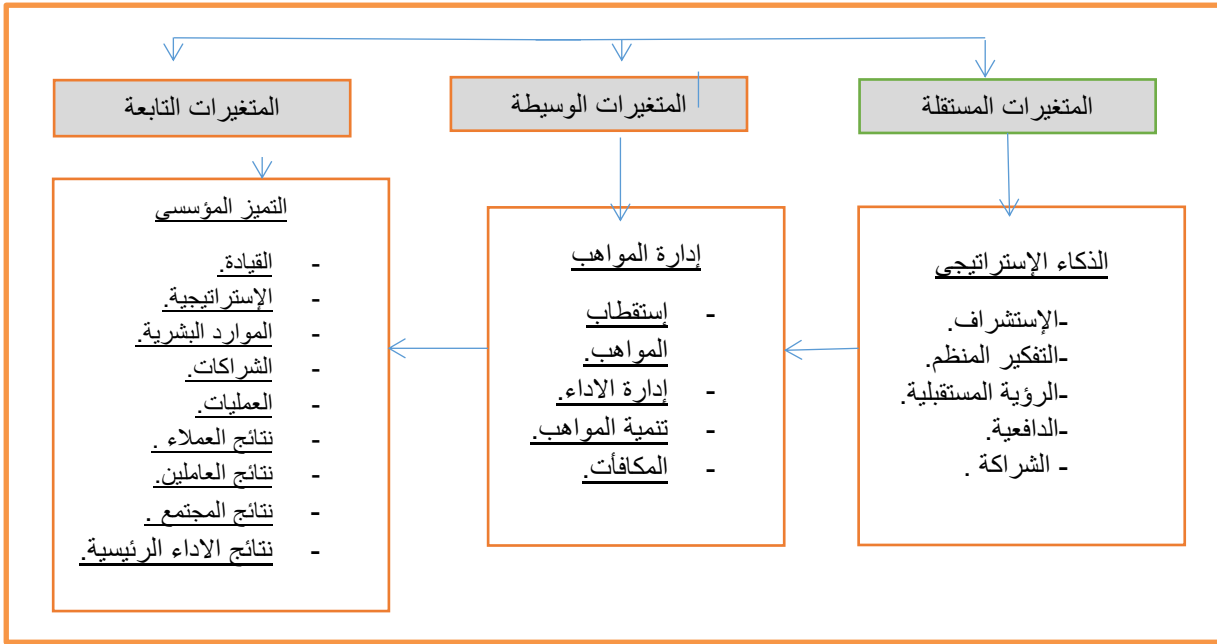 المتغيرات المستقلة
المتغيرات الوسيطة
المتغيرات التابعة
الذكاء الإستراتيجي
-الإستشراف.
-التفكير المنظم.
-الرؤية المستقبلية.
-الدافعية.
- الشراكة .
إدارة المواهب
- إستقطاب
المواهب.
- إدارة الاداء.
- تنمية المواهب.
- المكافأت.
التميز المؤسسي
- القيادة.
- الإستراتيجية.
- الموارد البشرية.
- الشراكات.
- العمليات.
- نتائج العملاء .
- نتائج العاملين.
- نتائج المجتمع .
- نتائج الاداء الرئيسية.